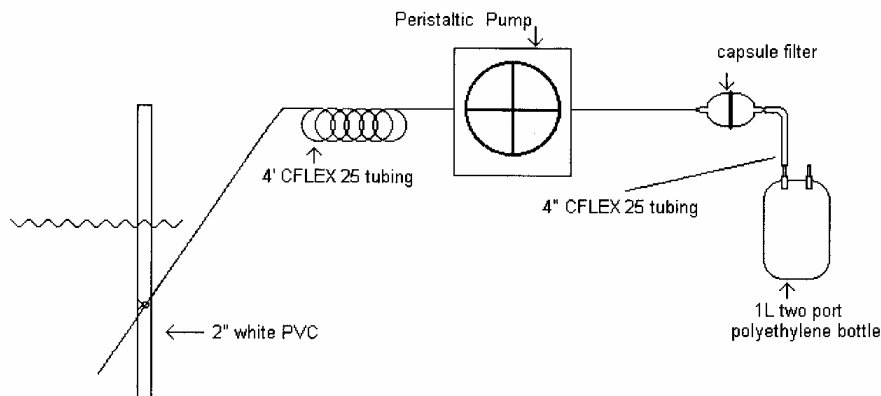 Peristaltic Pump
capsule filter
4' CFLEX 25 tubing
4" CFLEX 25 tubing
2" white PVC
1L two port
polyethylene bottle